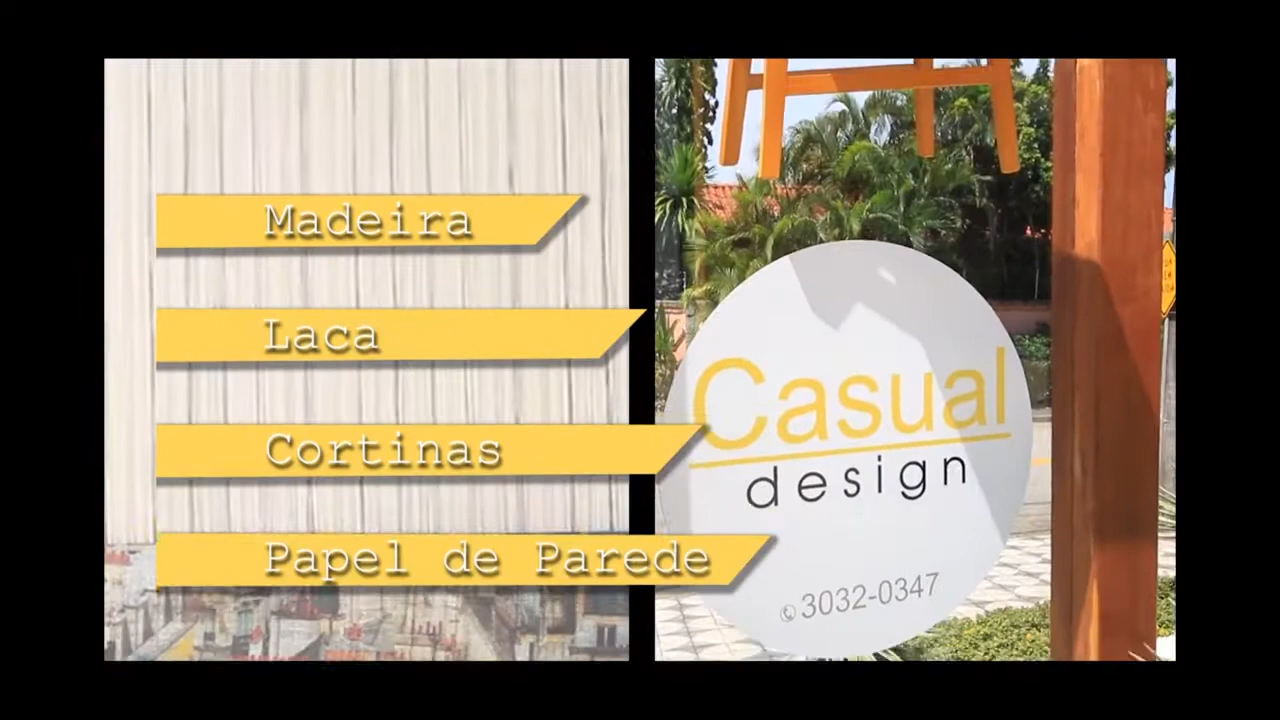 Madeira
Laca
Cortinas
Papel de Parede
Casual
design
3032-0347